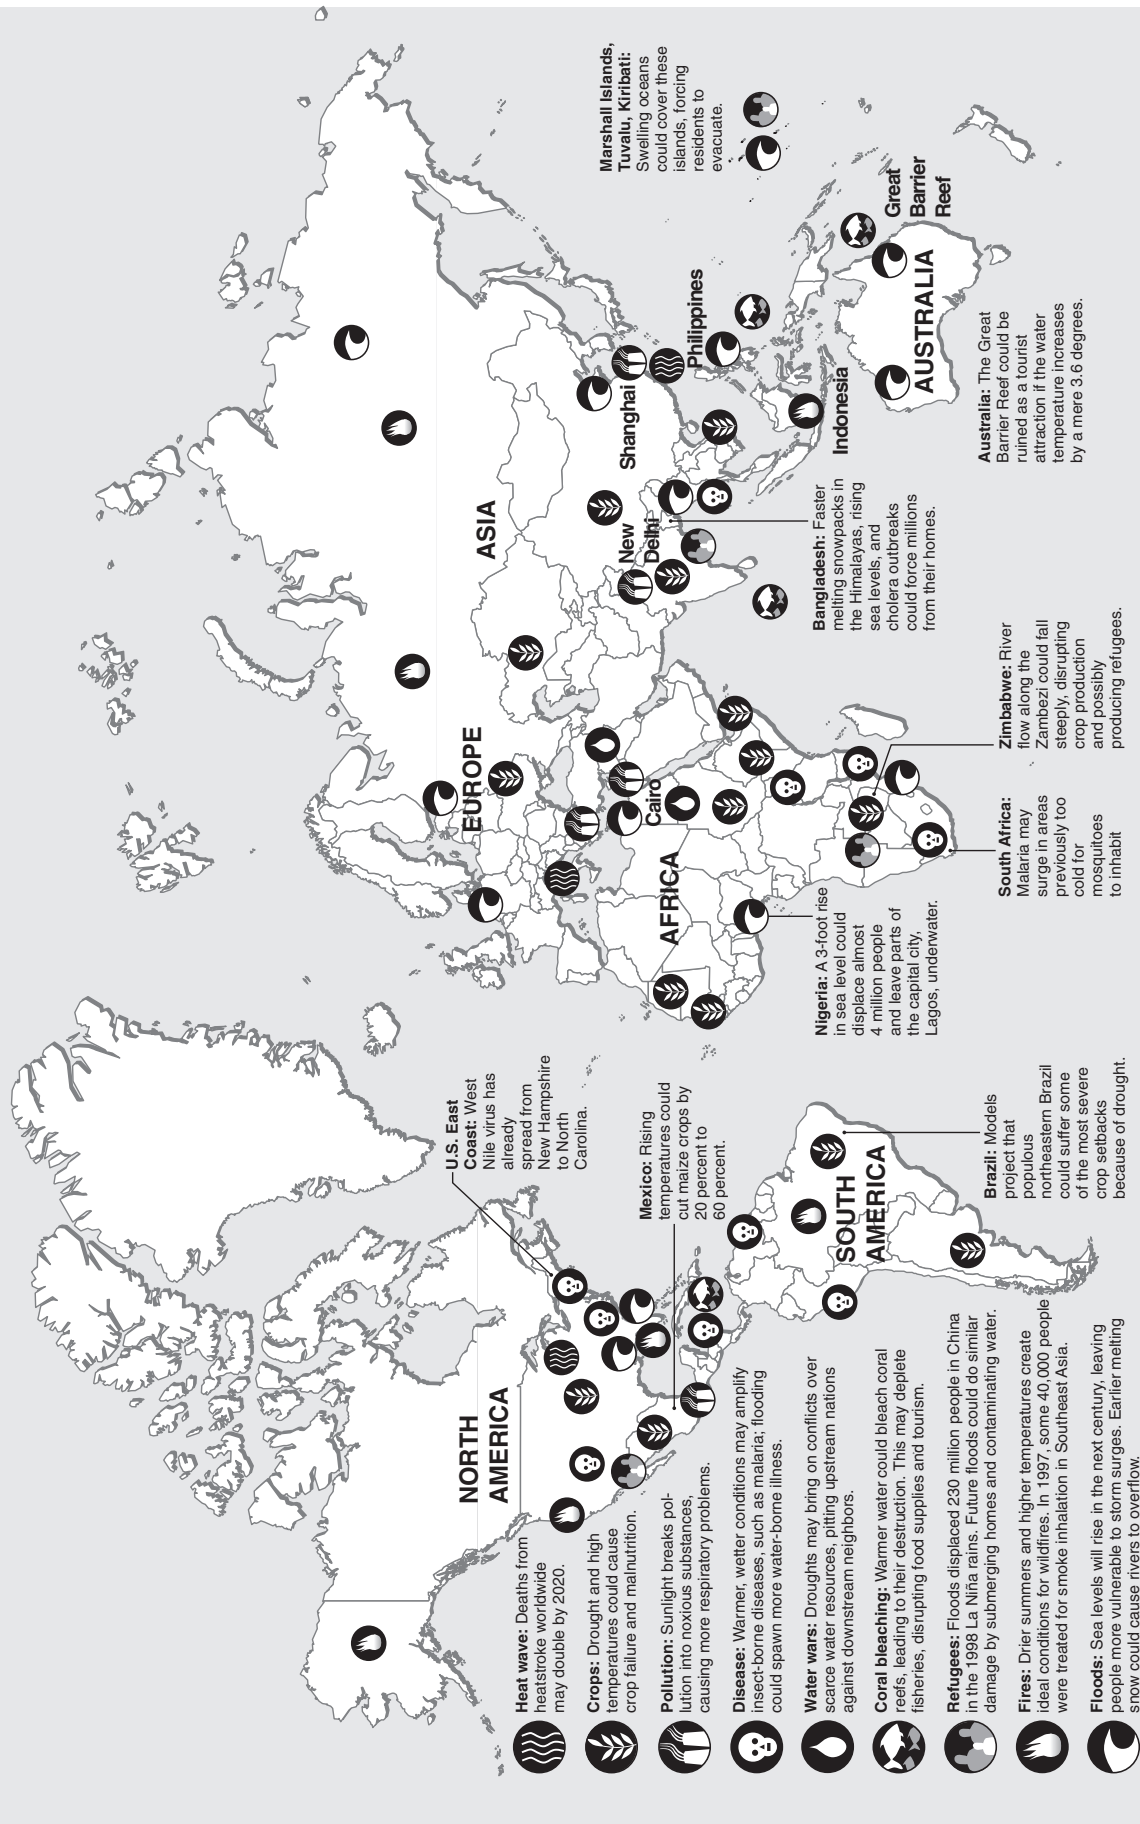 NORTH
AMERICA
SOUTH
AMERICA
EUROPE
AFRICA
ASIA
AUSTRALIA
Cairo
New
Delhi
Shanghai
Philippines
Indonesia
Great
Barrier
Reef
U.S. East
Coast: West
Nile virus has
already
spread from
New Hampshire
to North
Carolina.
Mexico: Rising
temperatures could
cut maize crops by
20 percent to
60 percent.
Brazil: Models
project that
populous
northeastern Brazil
could suffer some
of the most severe
crop setbacks
because of drought.
Nigeria: A 3-foot rise
in sea level could
displace almost
4 million people
and leave parts of
the capital city,
Lagos, underwater.
South Africa:
Malaria may
surge in areas
previously too
cold for
mosquitoes
to inhabit
Zimbabwe: River
flow along the
Zambezi could fall
steeply, disrupting
crop production
and possibly
producing refugees.
Bangladesh: Faster
melting snowpacks in
the Himalayas, rising
sea levels, and
cholera outbreaks
could force millions
from their homes.
Australia: The Great
Barrier Reef could be
ruined as a tourist
attraction if the water
temperature increases
by a mere 3.6 degrees.
Marshall Islands,
Tuvalu, Kiribati:
Swelling oceans
could cover these
islands, forcing
residents to
evacuate.
Heat wave: Deaths from
heatstroke worldwide
may double by 2020.
Crops: Drought and high
temperatures could cause
crop failure and malnutrition.
Pollution: Sunlight breaks pol-
lution into noxious substances,
causing more respiratory problems.
Disease: Warmer, wetter conditions may amplify
insect-borne diseases, such as malaria; flooding
could spawn more water-borne illness.
Water wars: Droughts may bring on conflicts over
scarce water resources, pitting upstream nations
against downstream neighbors.
Coral bleaching: Warmer water could bleach coral
reefs, leading to their destruction. This may deplete
fisheries, disrupting food supplies and tourism.
Refugees: Floods displaced 230 million people in China
in the 1998 La Niña rains. Future floods could do similar
damage by submerging homes and contaminating water.
Fires: Drier summers and higher temperatures create
ideal conditions for wildfires. In 1997, some 40,000 people
were treated for smoke inhalation in Southeast Asia.
Floods: Sea levels will rise in the next century, leaving
people more vulnerable to storm surges. Earlier melting
snow could cause rivers to overflow.